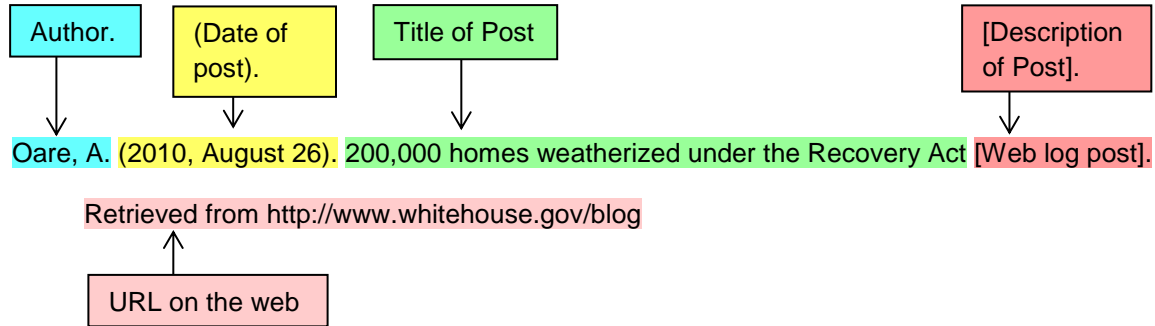 Author.
(Date of
post).
Title of Post
[Description
of Post].
Oare, A. (2010, August 26). 200,000 homes weatherized under the Recovery Act [Web log post].
Retrieved from http://www.whitehouse.gov/blog
URL on the web